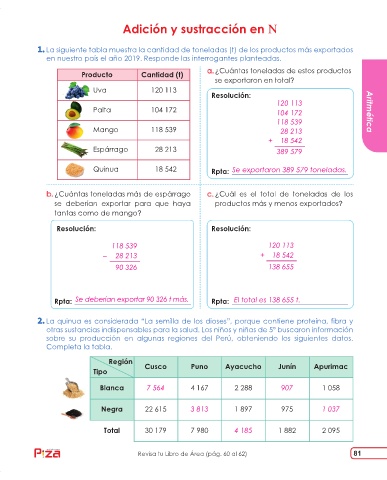 Adición y sustracción en N
1. La siguiente tabla muestra la cantidad de toneladas (t) de los productos más exportados
en nuestro país el año 2019. Responde las interrogantes planteadas.
Producto Cantidad (t)
Uva 120 113
Palta 104 172
Mango 118 539
Espárrago 28 213
Quinua 18 542
a. ¿Cuántas toneladas de estos productos
se exportaron en total?
Resolución:
120 113
104 172
118 539
28 213
+ 18 542
389 579
Rpta: Se exportaron 389 579 toneladas.
Aritmética
b. ¿Cuántas toneladas más de espárrago
se deberían exportar para que haya
tantas como de mango?
Resolución:
118 539
– 28 213
90 326
Rpta: Se deberían exportar 90 326 t más.
c. ¿Cuál es el total de toneladas de los
productos más y menos exportados?
Resolución:
120 113
+ 18 542
138 655
Rpta: El total es 138 655 t.
2. La quinua es considerada “La semilla de los dioses”, porque contiene proteína, fibra y
otras sustancias indispensables para la salud. Los niños y niñas de 5° buscaron información
sobre su producción en algunas regiones del Perú, obteniendo los siguientes datos.
Completa la tabla.
Región
Tipo
Cusco Puno Ayacucho Junín Apurímac
Blanca 7 564 4 167 2 288 907 1 058
Negra 22 615 3 813 1 897 975 1 037
Total 30 179 7 980 4 185 1 882 2 095
Revisa tu Libro de Área (pág. 60 al 62)
81